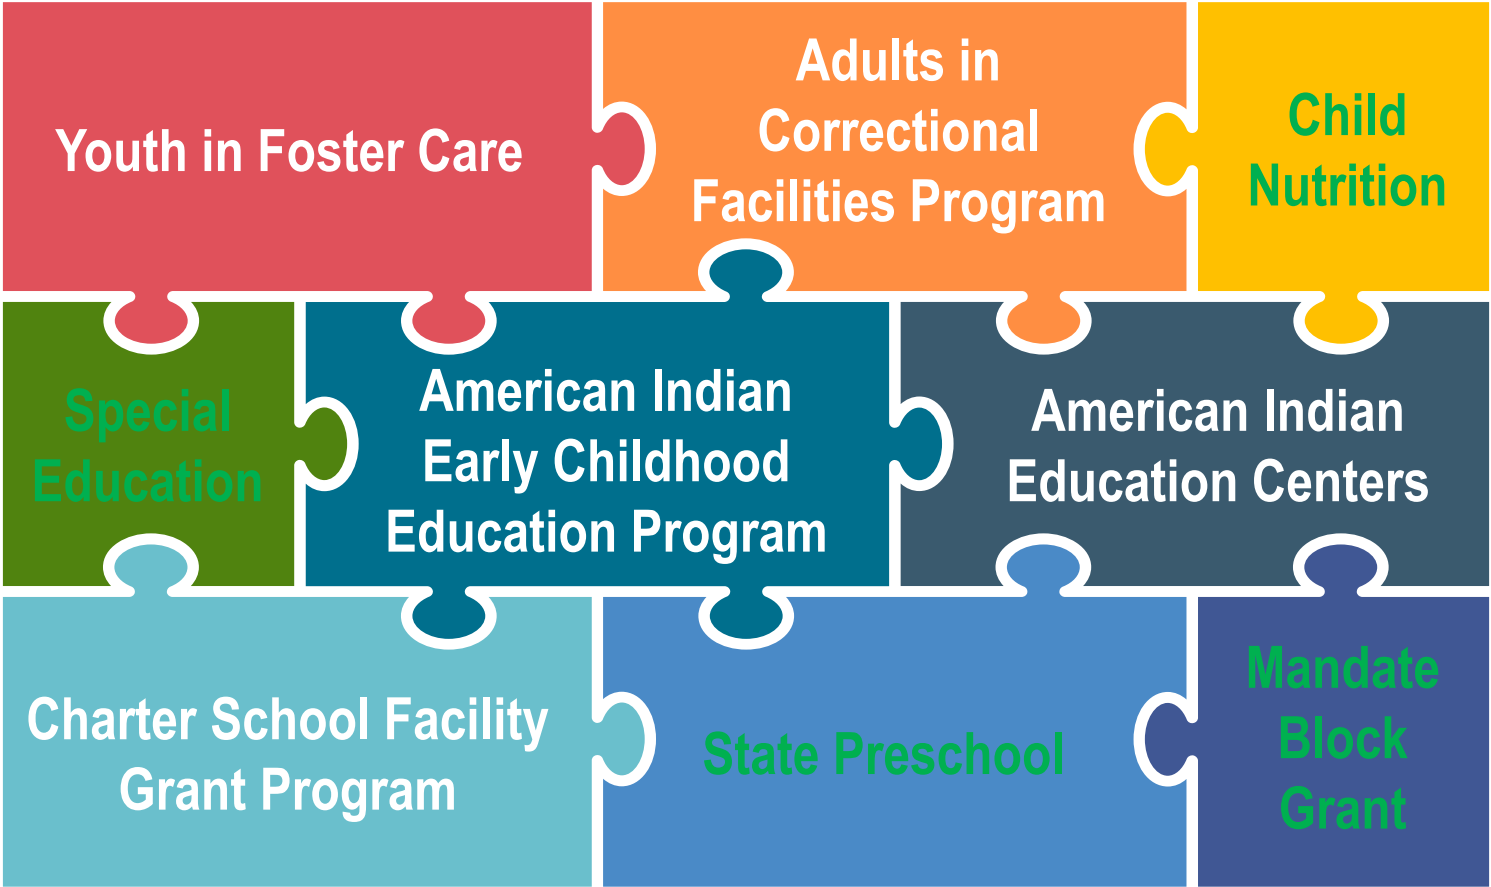 Youth in Foster Care
Adults in
Correctional
Facilities Program
Child
Nutrition
Special
Education
American Indian
Early Childhood
Education Program
American Indian
Education Centers
Charter School Facility
Grant Program
State Preschool
Mandate
Block
Grant